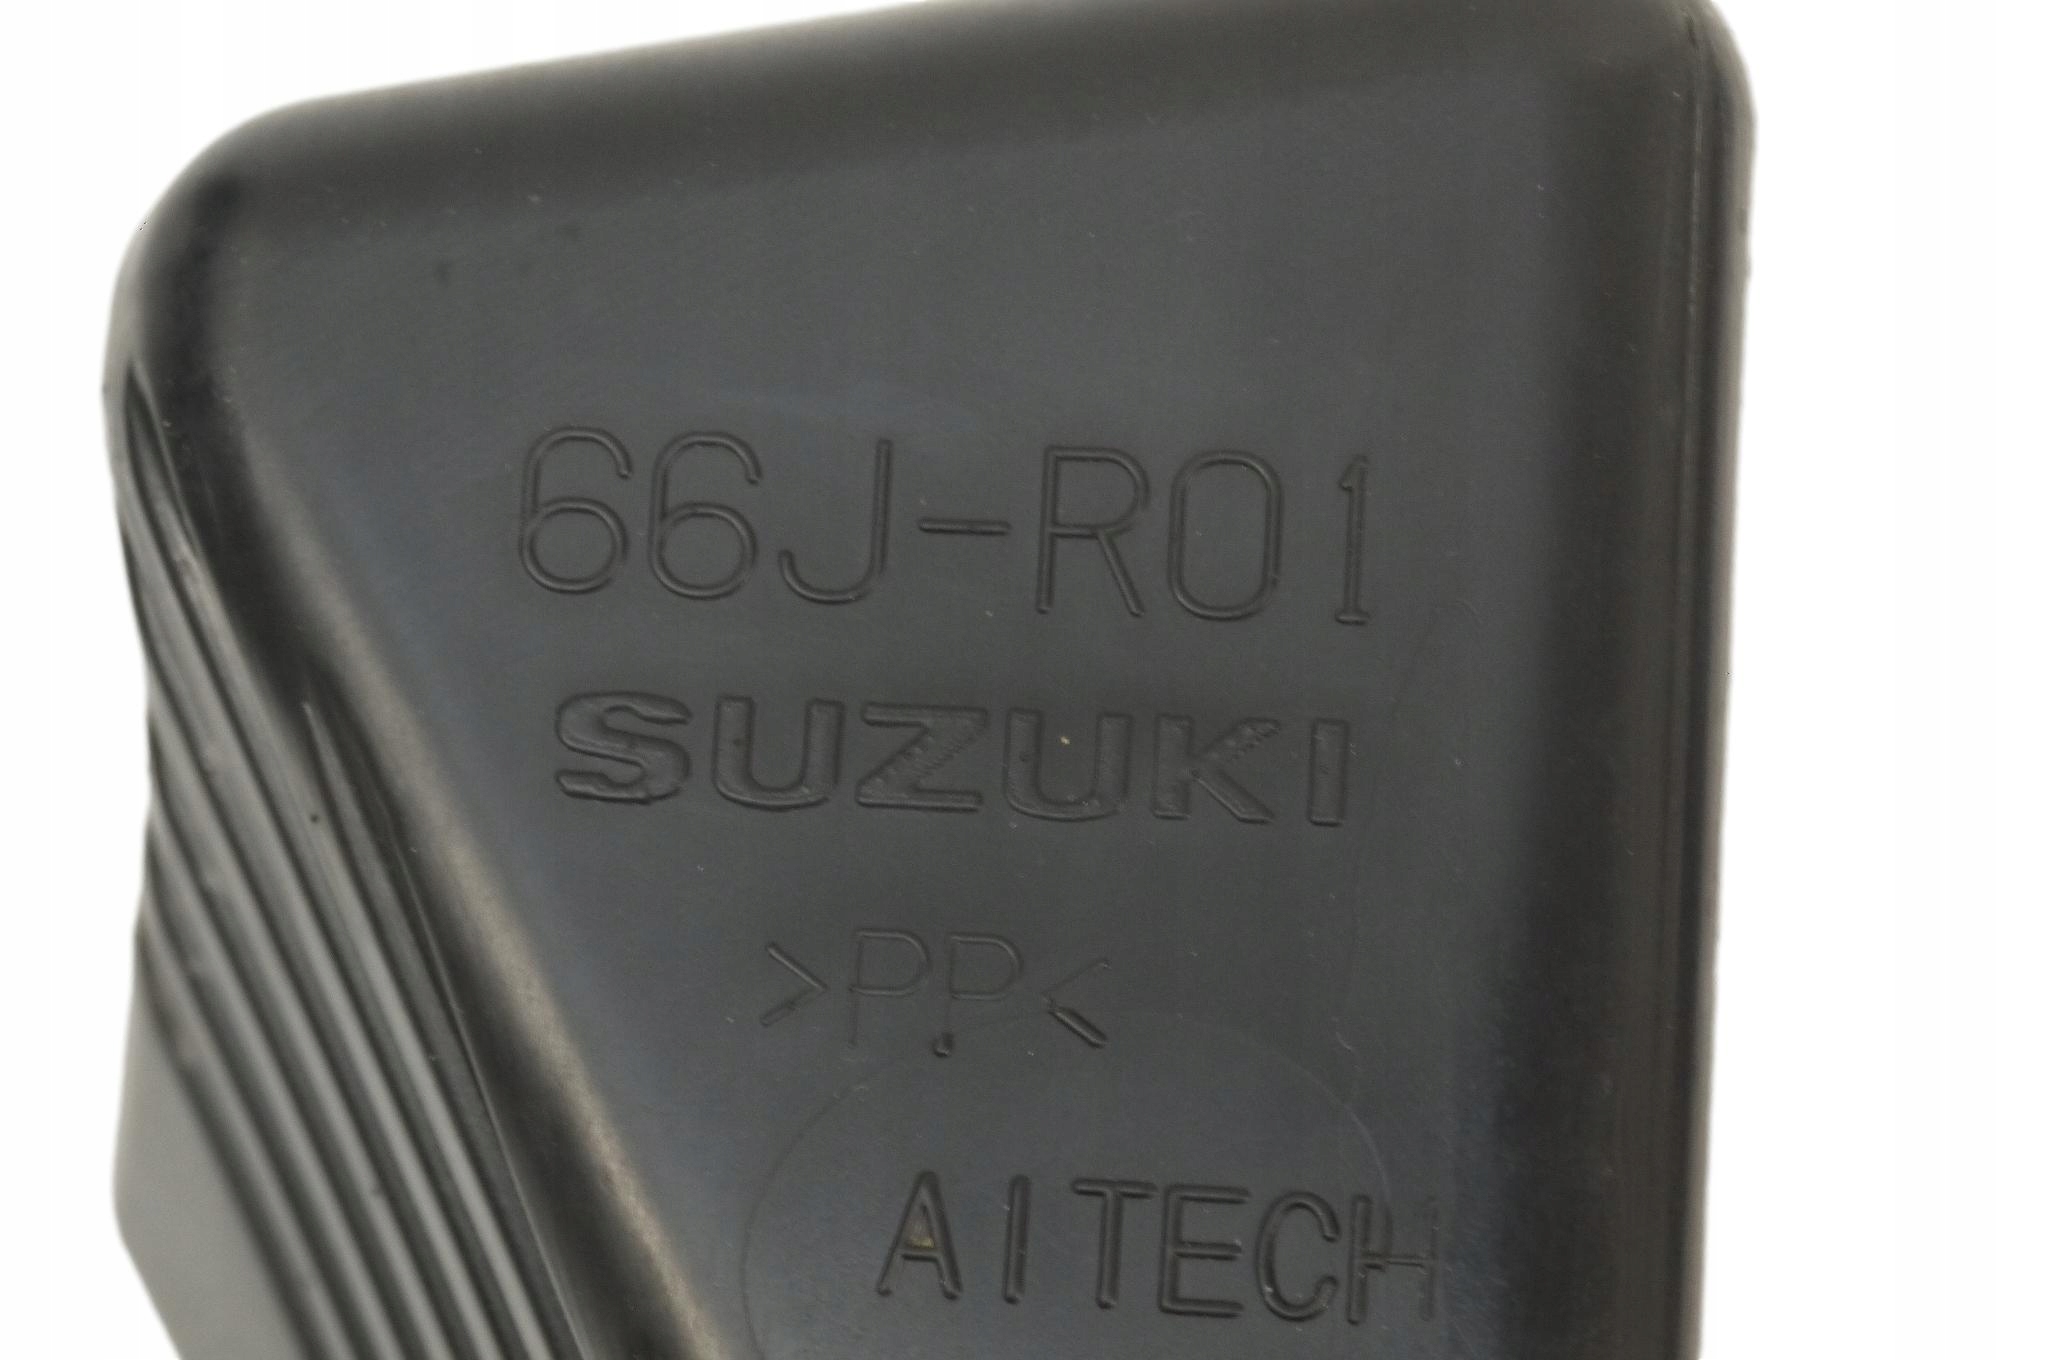 66J-R01
SUZUKI
>PP<
AITECH